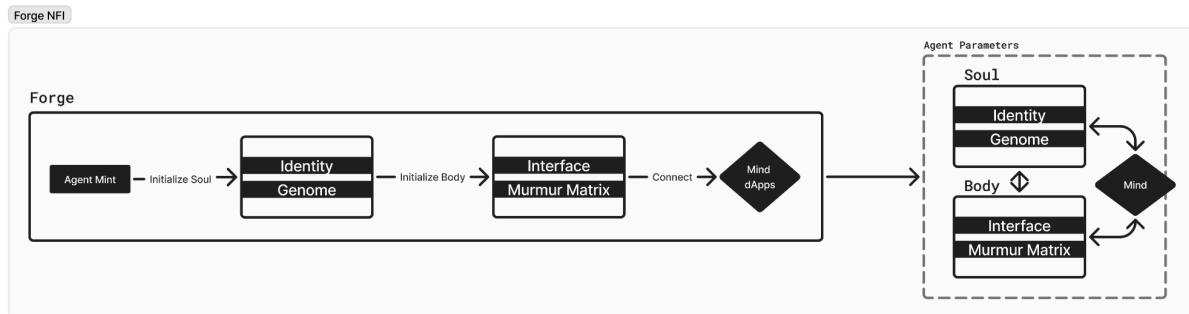 Forge NFI
Forge
Agent Mint
Initialize Soul
Identity
Genome
Initialize Body
Interface
Murmur Matrix
Connect
Mind
dApps
Agent Parameters
Soul
Identity
Genome
Body
Interface
Murmur Matrix
Mind